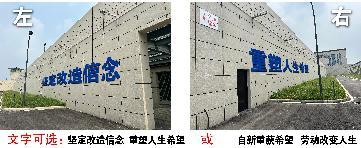 左
右
坚定改造信念
重塑人生希望
文字可选：坚定改造信念 重塑人生希望 或 自新重获希望 劳动改变人生